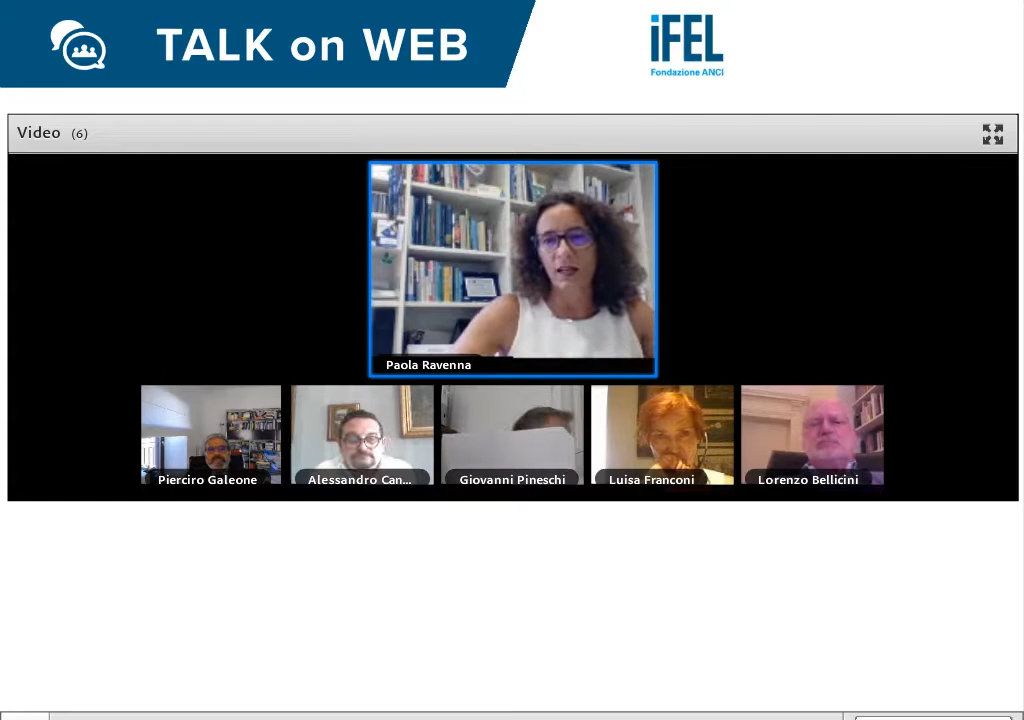 TALK on WEB
iFEL
Fondazione ANCI
Video (6)
Paola Ravenna
Pierciro Galeone
Alessandro Can...
Giovanni Pineschi
Luisa Franconi
Lorenzo Bellicini